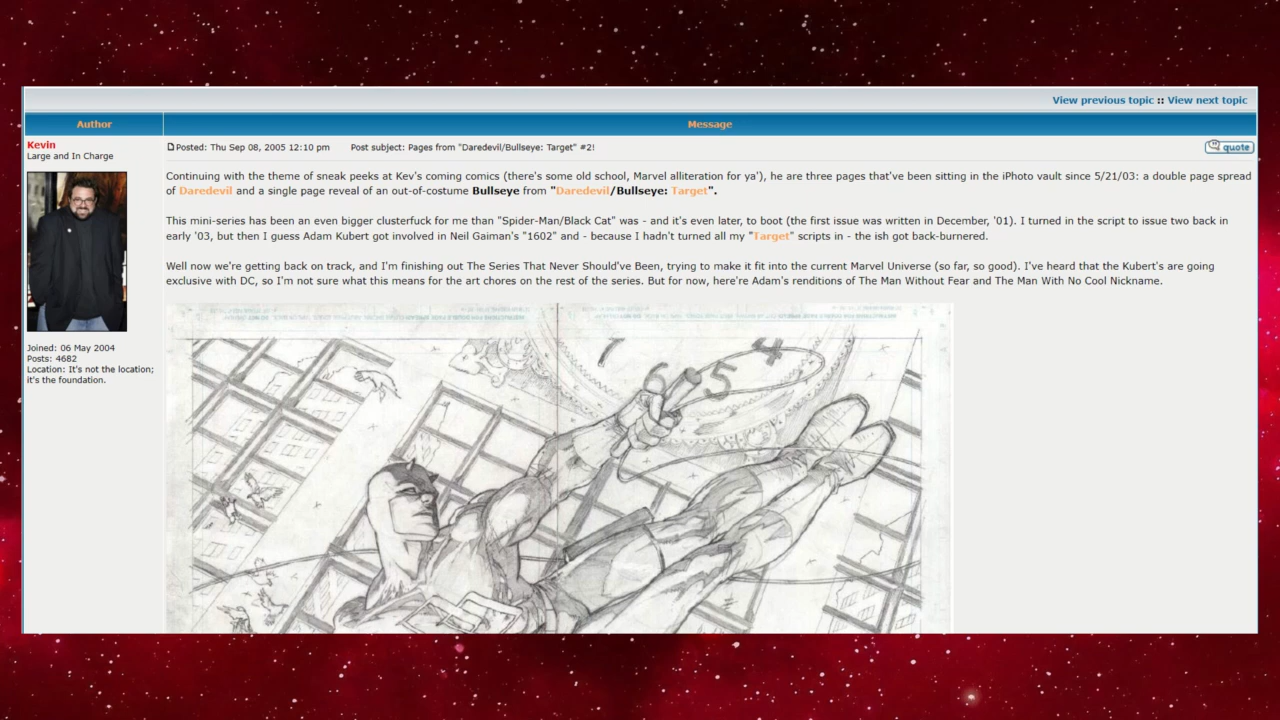 View previous topic :: View next topic
Author
Message
Kevin
Large and In Charge
Posted: Thu Sep 08, 2005 12:10 pm Post subject: Pages from "Daredevil/Bullseye: Target" #2!
quote
Continuing with the theme of sneak peeks at Kev's coming comics (there's some old school, Marvel alliteration for ya'), he are three pages that've been sitting in the iPhoto vault since 5/21/03: a double page spread
of Daredevil and a single page reveal of an out-of-costume Bullseye from "Daredevil/Bullseye: Target".
This mini-series has been an even bigger clusterfuck for me than "Spider-Man/Black Cat" was - and it's even later, to boot (the first issue was written in December, '01). I turned in the script to issue two back in
early '03, but then I guess Adam Kubert got involved in Neil Gaiman's "1602" and - because I hadn't turned all my "Target" scripts in - the ish got back-burnered.
Well now we're getting back on track, and I'm finishing out The Series That Never Should've Been, trying to make it fit into the current Marvel Universe (so far, so good). I've heard that the Kubert's are going
exclusive with DC, so I'm not sure what this means for the art chores on the rest of the series. But for now, here're Adam's renditions of The Man Without Fear and The Man With No Cool Nickname.
Joined: 06 May 2004
Posts: 4682
Location: It's not the location;
it's the foundation.
7 6 5 4